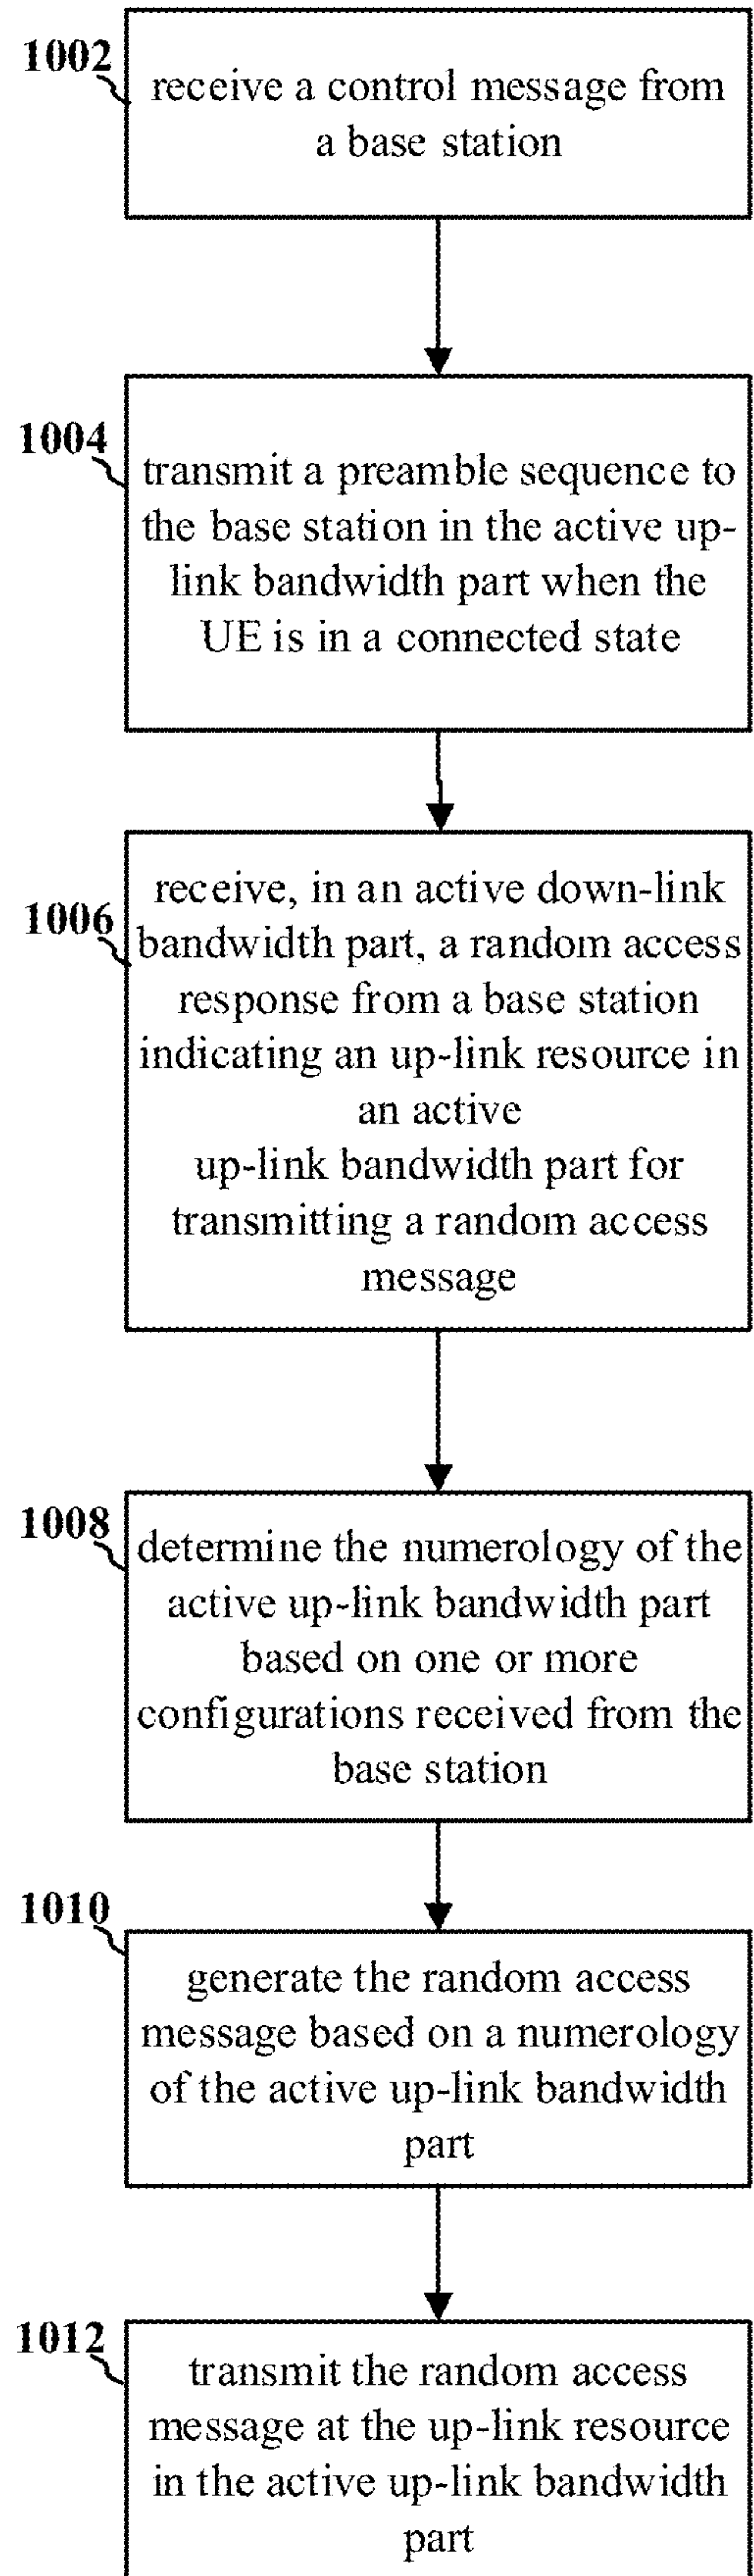 1002
receive a control message from
a base station
1004
transmit a preamble sequence to
the base station in the active up-
link bandwidth part when the
UE is in a connected state
1006
receive, in an active down-link
bandwidth part, a random access
response from a base station
indicating an up-link resource in
an active
up-link bandwidth part for
transmitting a random access
message
1008
determine the numerology of the
active up-link bandwidth part
based on one or more
configurations received from the
base station
1010
generate the random access
message based on a numerology
of the active up-link bandwidth
part
1012
transmit the random access
message at the up-link resource
in the active up-link bandwidth
part